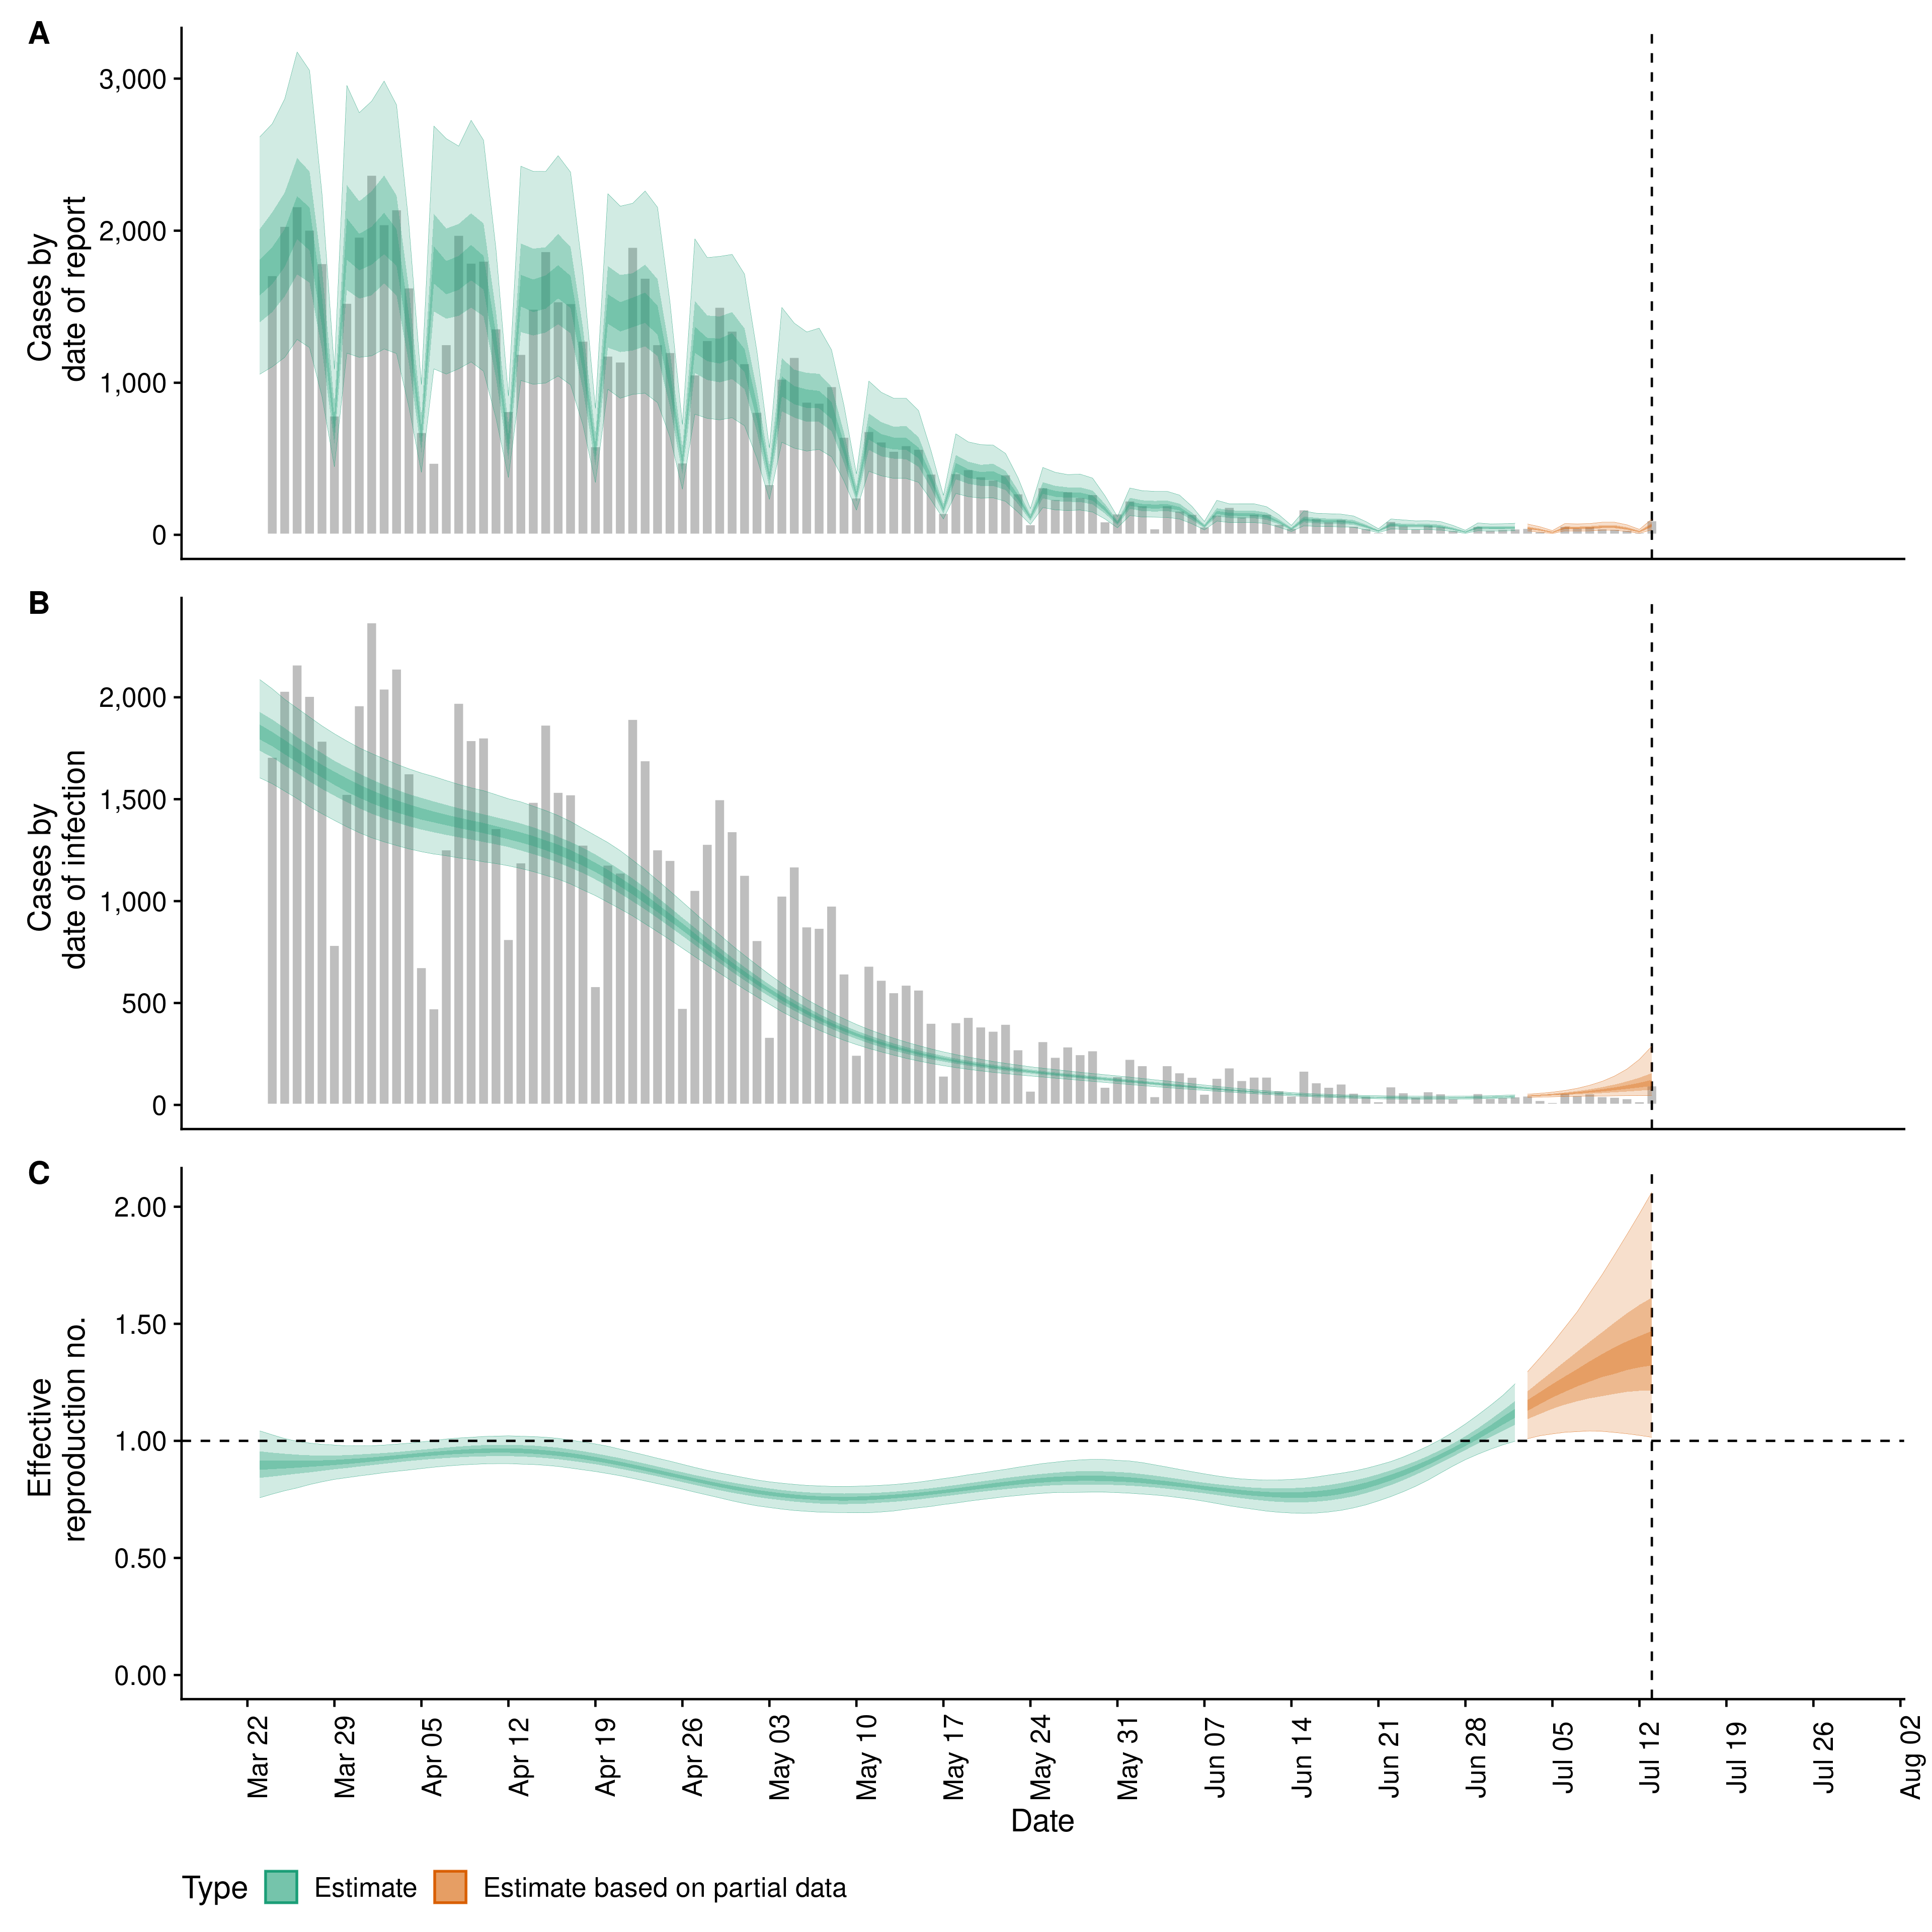 A
3,000
2,000
1,000
0
Cases by
date of report
B
2,000
1,500
1,000
500
0
Cases by
date of infection
C
2.00
1.50
1.00
0.50
0.00
Effective
reproduction no.
Mar 22
Mar 29
Apr 05
Apr 12
Apr 19
Apr 26
May 03
May 10
May 17
May 24
May 31
Jun 07
Jun 14
Jun 21
Jun 28
Jul 05
Jul 12
Jul 19
Jul 26
Aug 02
Date
Type Estimate Estimate based on partial data